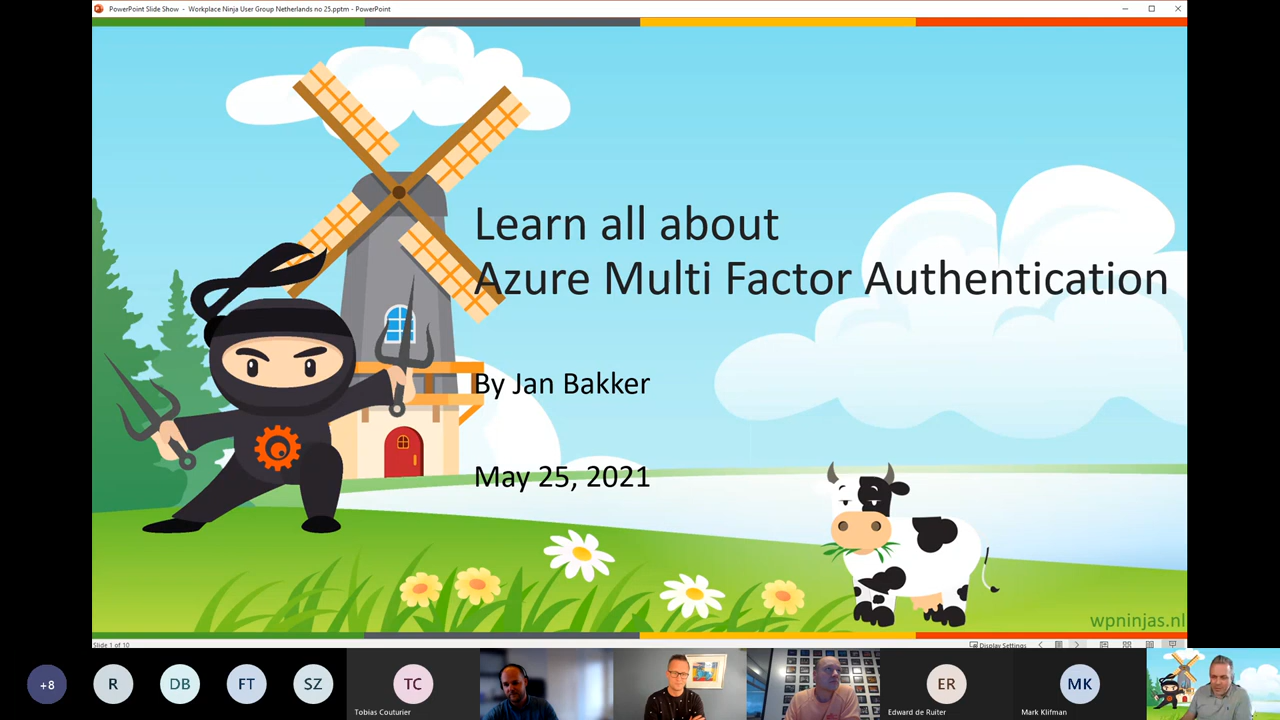 PowerPoint Slide Show - Workplace Ninja User Group Netherlands no 25.pptm - PowerPoint
Learn all about
Azure Multi Factor Authentication
By Jan Bakker
May 25, 2021
wpninjas.nl
Slide 1 of 10
Display Settings
+8
R
DB
FT
SZ
TC
ER
MK
Tobias Couturier
Edward de Ruiter
Mark Klifman